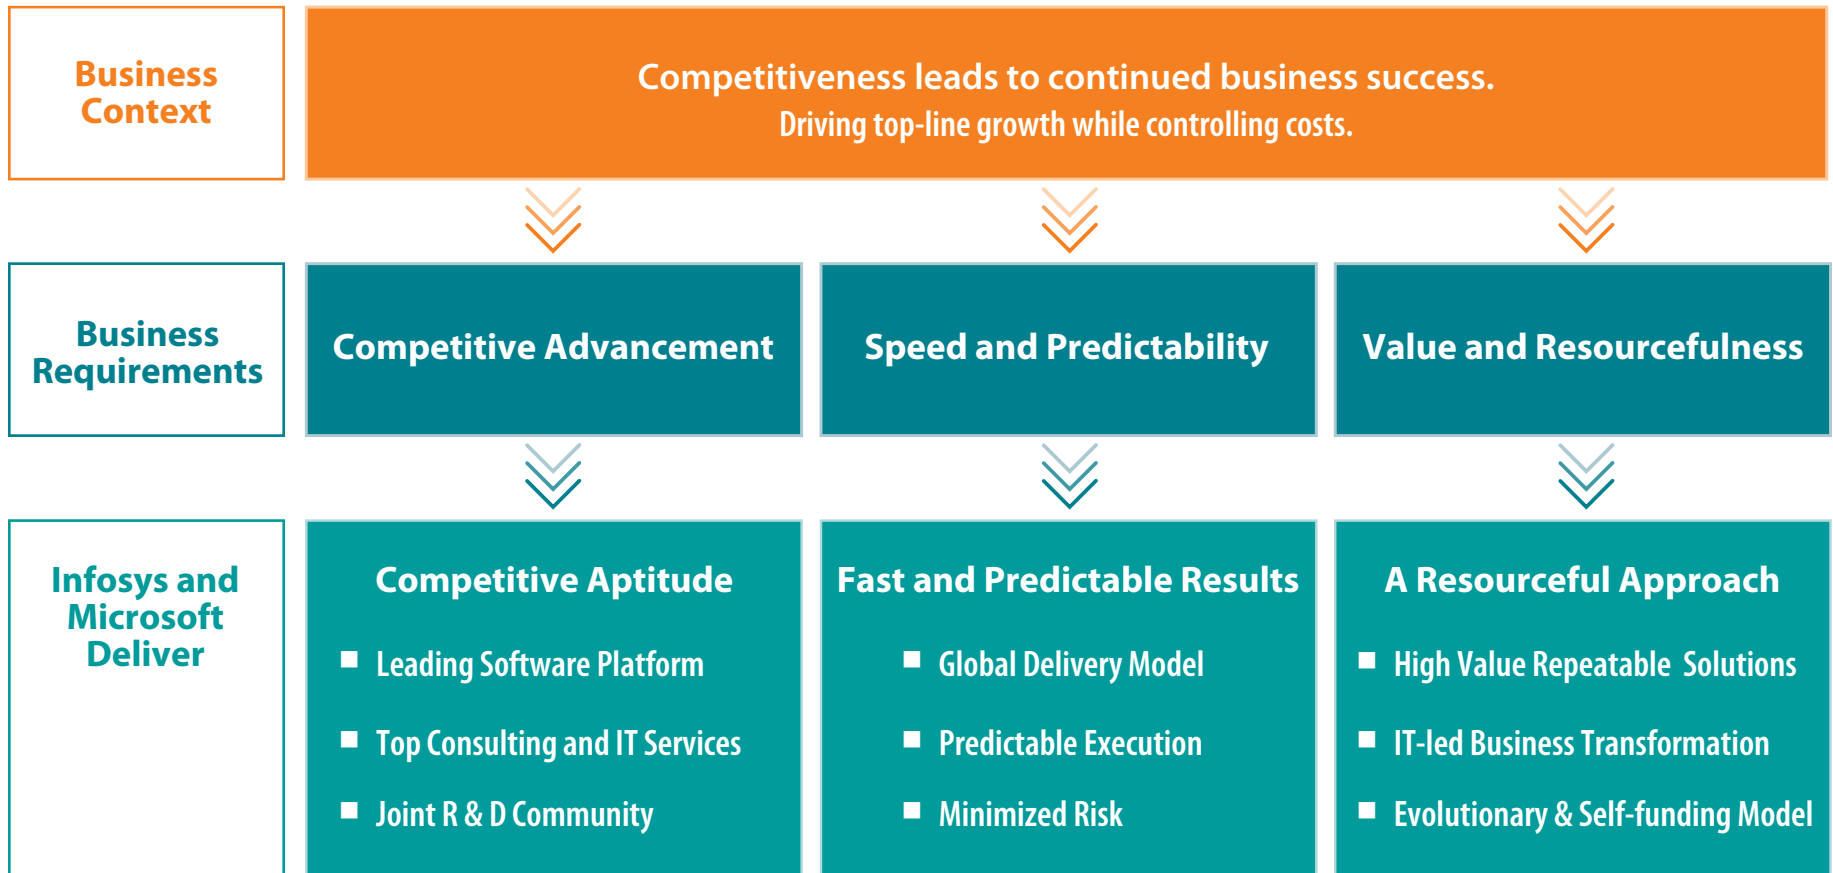 Business
Context
Competitiveness leads to continued business success.
Driving top-line growth while controlling costs.
Business
Requirements
Competitive Advancement
Speed and Predictability
Value and Resourcefulness
Infosys and
Microsoft
Deliver
Competitive Aptitude
Leading Software Platform
Top Consulting and IT Services
Joint R & D Community
Fast and Predictable Results
Global Delivery Model
Predictable Execution
Minimized Risk
A Resourceful Approach
High Value Repeatable Solutions
IT-led Business Transformation
Evolutionary & Self-funding Model